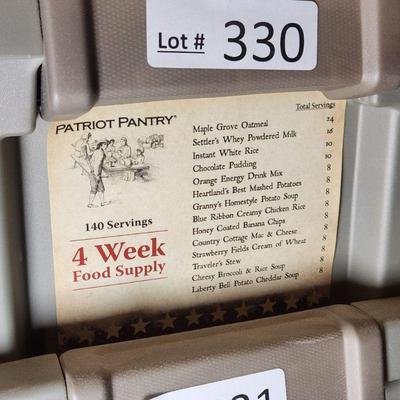 Lot # 330
PATRIOT PANTRY®
140 Servings
4 Week
Food Supply
Total Servings
Maple Grove Oatmeal 24
Settler's Whey Powdered Milk 16
Instant White Rice 10
Chocolate Pudding 10
Orange Energy Drink Mix 8
Heartland's Best Mashed Potatoes 8
Granny's Homestyle Potato Soup 8
Blue Ribbon Creamy Chicken Rice 8
Honey Coated Banana Chips 8
Country Cottage Mac & Cheese 8
Strawberry Fields Cream of Wheat 8
Traveler's Stew 8
Cheesy Broccoli & Rice Soup 8
Liberty Bell Potato Cheddar Soup 8